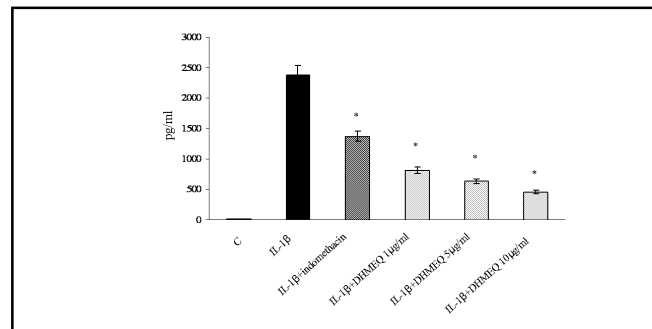 3000
2500
2000
1500
1000
500
0
pg/ml
*
*
*
*
C
IL-1β
IL-1β+indomethacin
IL-1β+DHMEQ 1μg/ml
IL-1β+DHMEQ 5μg/ml
IL-1β+DHMEQ 10μg/ml